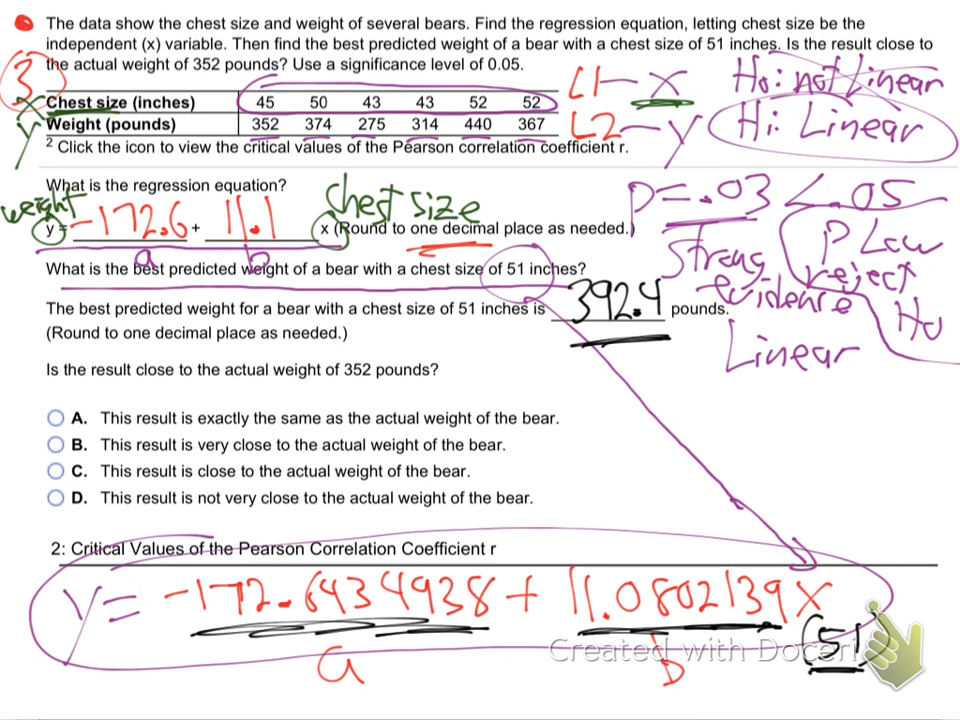 The data show the chest size and weight of several bears. Find the regression equation, letting chest size be the
independent (x) variable. Then find the best predicted weight of a bear with a chest size of 51 inches. Is the result close to
the actual weight of 352 pounds? Use a significance level of 0.05.
3
L1 - X
Ho: not Linear
X Chest size (inches) 45 50 43 43 52 52
Y Weight (pounds) 352 374 275 314 440 367
L2 - Y
Hi: Linear
2 Click the icon to view the critical values of the Pearson correlation coefficient r.
What is the regression equation?
weight
chest size
P=.03 < .05
y = -172.6 + 11.1 x (Round to one decimal place as needed.)
a b
Strong evidence Linear
P Low reject Ho
What is the best predicted weight of a bear with a chest size of 51 inches?
The best predicted weight for a bear with a chest size of 51 inches is 392.4 pounds.
(Round to one decimal place as needed.)
Is the result close to the actual weight of 352 pounds?
A. This result is exactly the same as the actual weight of the bear.
B. This result is very close to the actual weight of the bear.
C. This result is close to the actual weight of the bear.
D. This result is not very close to the actual weight of the bear.
2: Critical Values of the Pearson Correlation Coefficient r
Y = -172.6434938 + 11.0802139X
(51)
a b
Created with Doceri